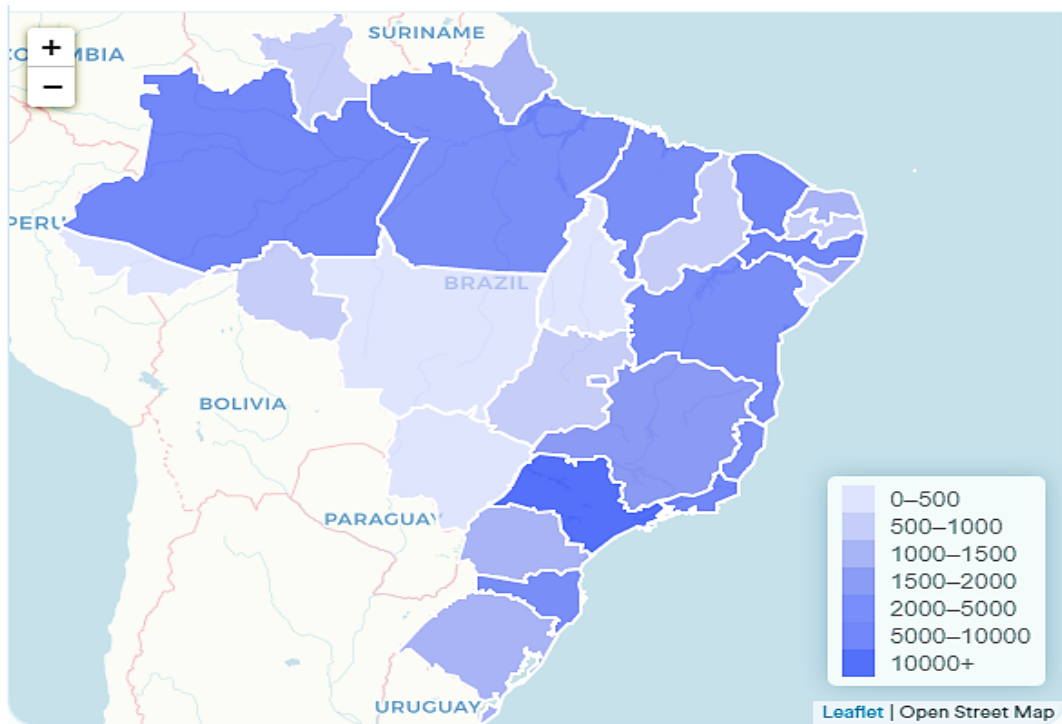 +
−
SURINAME
COLOMBIA
PERU
BRAZIL
BOLIVIA
PARAGUAY
URUGUAY
0–500
500–1000
1000–1500
1500–2000
2000–5000
5000–10000
10000+
Leaflet | Open Street Map